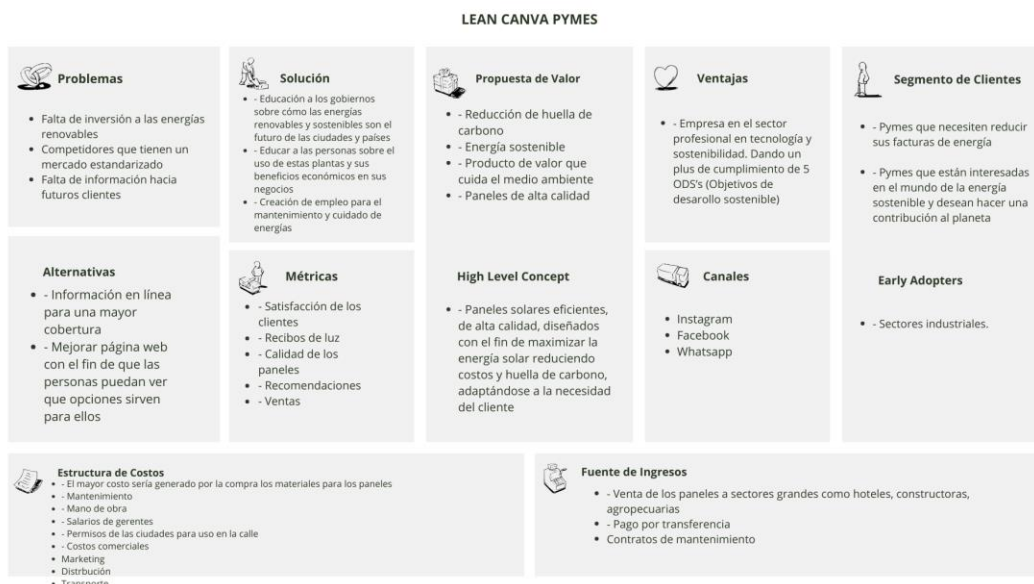 LEAN CANVA PYMES
Problemas
• Falta de inversión a las energías
renovables
• Competidores que tienen un
mercado estandarizado
• Falta de información hacia
futuros clientes
Alternativas
• - Información en línea
para una mayor
cobertura
• - Mejorar página web
con el fin de que las
personas puedan ver
que opciones sirven
para ellos
Solución
• - Educación a los gobiernos
sobre cómo las energías
renovables y sostenibles son el
futuro de las ciudades y países
• - Educar a las personas sobre el
uso de estas plantas y sus
beneficios económicos en sus
negocios
• - Creación de empleo para el
mantenimiento y cuidado de
energías
Métricas
• - Satisfacción de los
clientes
• - Recibos de luz
• - Calidad de los
paneles
• - Recomendaciones
• - Ventas
Propuesta de Valor
• - Reducción de huella de
carbono
• - Energía sostenible
• - Producto de valor que
cuida el medio ambiente
• - Paneles de alta calidad
High Level Concept
• - Paneles solares eficientes,
de alta calidad, diseñados
con el fin de maximizar la
energía solar reduciendo
costos y huella de carbono,
adaptándose a la necesidad
del cliente
Ventajas
• - Empresa en el sector
profesional en tecnología y
sostenibilidad. Dando un
plus de cumplimiento de 5
ODS's (Objetivos de
desarollo sostenible)
Canales
• Instagram
• Facebook
• Whatsapp
Segmento de Clientes
• - Pymes que necesiten reducir
sus facturas de energía
• - Pymes que están interesadas
en el mundo de la energía
sostenible y desean hacer una
contribución al planeta
Early Adopters
• - Sectores industriales.
Estructura de Costos
• - El mayor costo sería generado por la compra los materiales para los paneles
• - Mantenimiento
• - Mano de obra
• - Salarios de gerentes
• - Permisos de las ciudades para uso en la calle
• - Costos comerciales
• Marketing
• Distrbución
• Transporte
Fuente de Ingresos
• - Venta de los paneles a sectores grandes como hoteles, constructoras,
agropecuarias
• - Pago por transferencia
• Contratos de mantenimiento